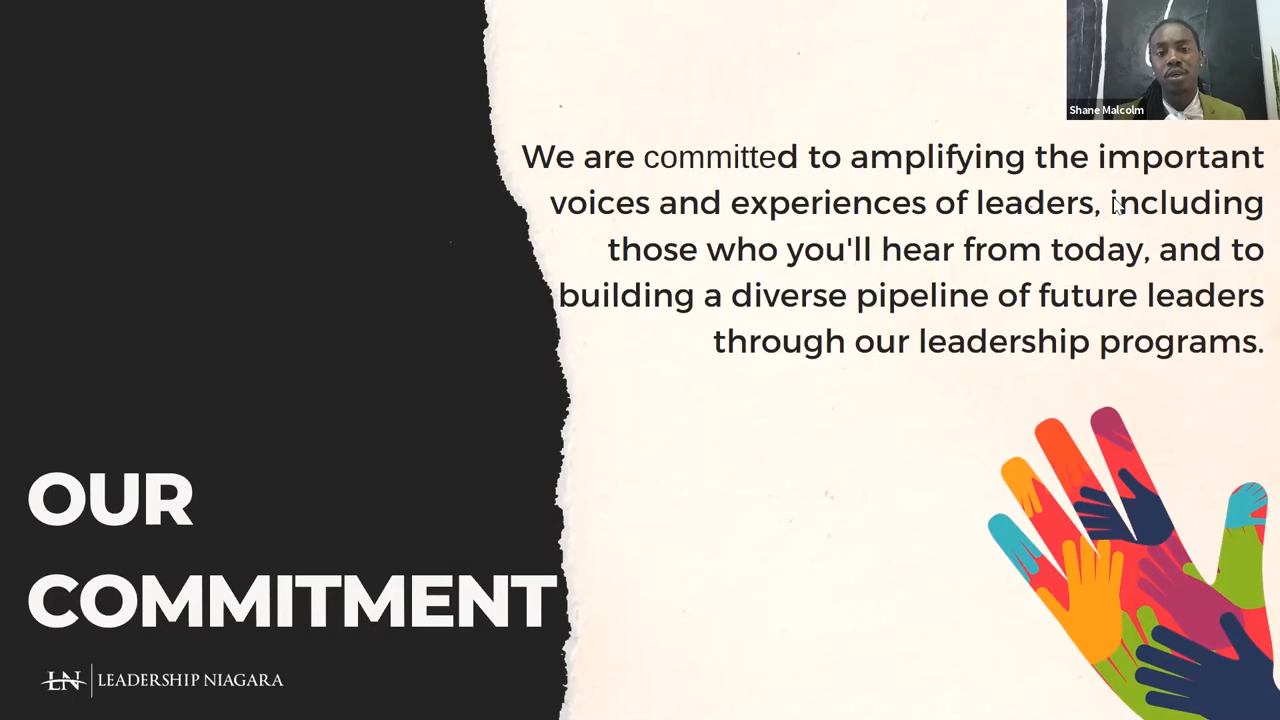 Shane Malcolm
We are committed to amplifying the important
voices and experiences of leaders, including
those who you'll hear from today, and to
building a diverse pipeline of future leaders
through our leadership programs.
OUR
COMMITMENT
LN LEADERSHIP NIAGARA